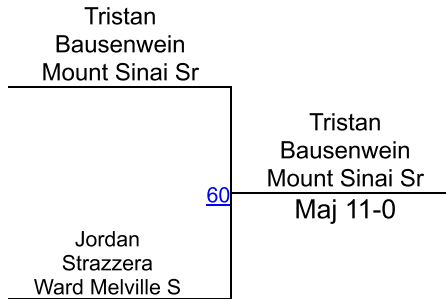 Tristan
Bausenwein
Mount Sinai Sr
Tristan
Bausenwein
Mount Sinai Sr
60
Maj 11-0
Jordan
Strazzera
Ward Melville S